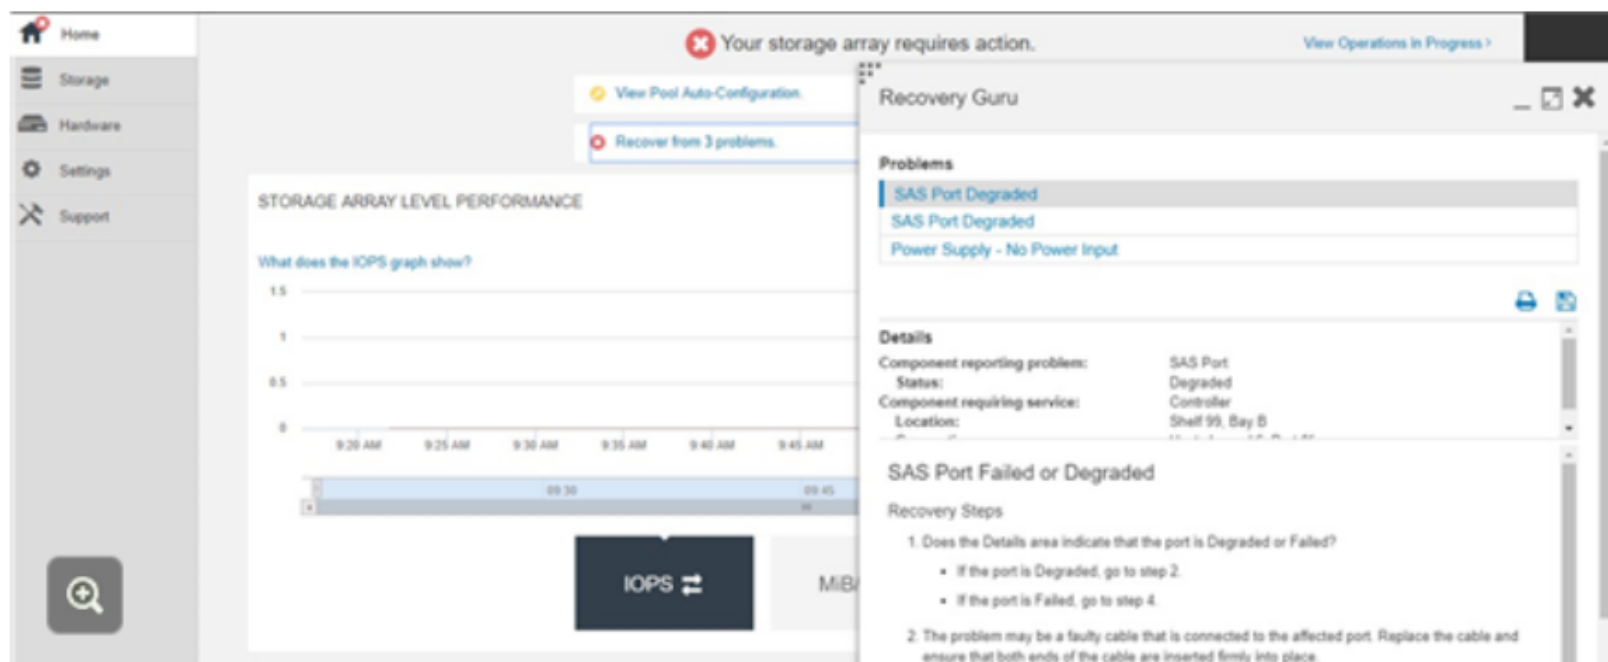 Home
Storage
Hardware
Settings
Support
Your storage array requires action.
View Operations in Progress >
View Pool Auto-Configuration.
Recover from 3 problems.
STORAGE ARRAY LEVEL PERFORMANCE
What does the IOPS graph show?
1.5
1
0.5
0
9:20 AM 9:25 AM 9:30 AM 9:35 AM 9:40 AM 9:45 AM
09:30 09:45
IOPS
MiB/
Recovery Guru
Problems
SAS Port Degraded
SAS Port Degraded
Power Supply - No Power Input
Details
Component reporting problem: SAS Port
Status: Degraded
Component requiring service: Controller
Location: Shelf 99, Bay B
SAS Port Failed or Degraded
Recovery Steps
1. Does the Details area indicate that the port is Degraded or Failed?
• If the port is Degraded, go to step 2.
• If the port is Failed, go to step 4.
2. The problem may be a faulty cable that is connected to the affected port. Replace the cable and
ensure that both ends of the cable are inserted firmly into place.